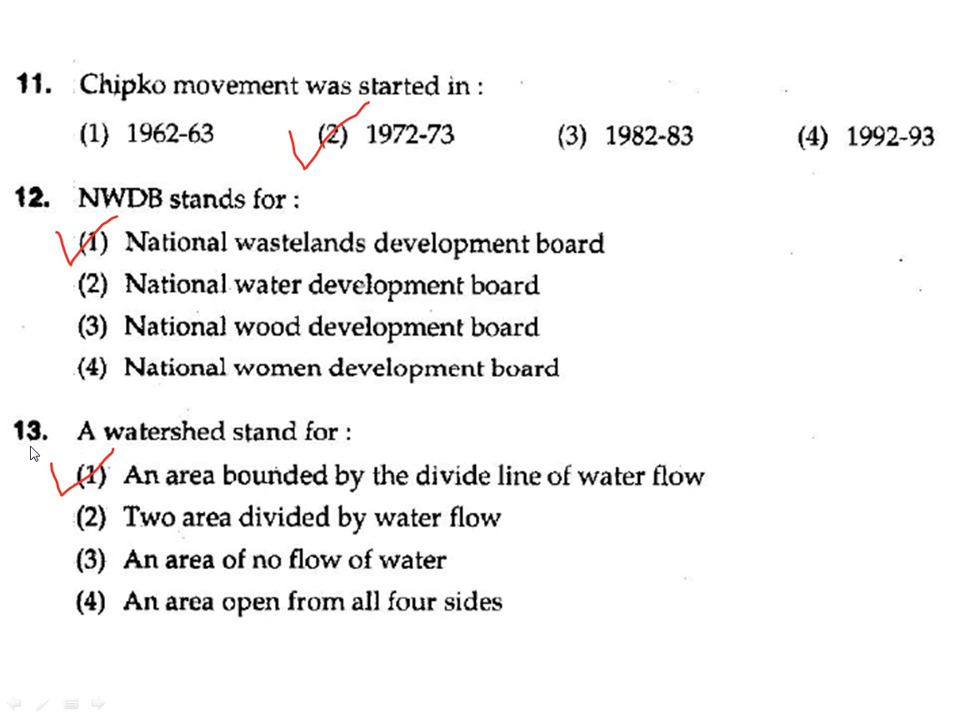 11. Chipko movement was started in :
(1) 1962-63 (2) 1972-73 (3) 1982-83 (4) 1992-93
12. NWDB stands for :
(1) National wastelands development board
(2) National water development board
(3) National wood development board
(4) National women development board
13. A watershed stand for :
(1) An area bounded by the divide line of water flow
(2) Two area divided by water flow
(3) An area of no flow of water
(4) An area open from all four sides